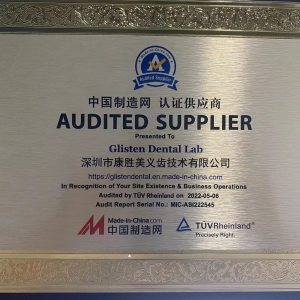 Audited Supplier
中国制造网 认证供应商
AUDITED SUPPLIER
Presented To
Glisten Dental Lab
深圳市康胜美义齿技术有限公司
https://glistendental.en.made-in-china.com
In Recognition of Your Site Existence & Business Operations
Audited by TÜV Rheinland on 2022-05-06
Audit Report Serial No.: MIC-ASI222545
Made-in-China.com
中国制造网
TÜVRheinland®
Precisely Right.